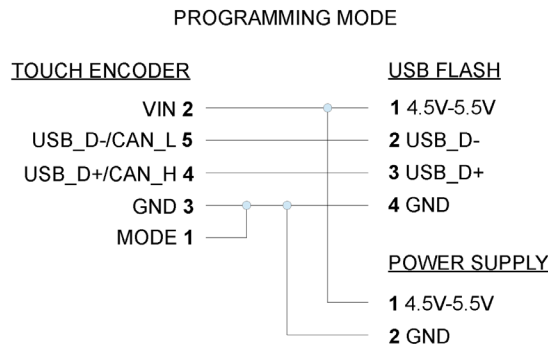 PROGRAMMING MODE
TOUCH ENCODER
VIN 2
USB_D-/CAN_L 5
USB_D+/CAN_H 4
GND 3
MODE 1
USB FLASH
1 4.5V-5.5V
2 USB_D-
3 USB_D+
4 GND
POWER SUPPLY
1 4.5V-5.5V
2 GND